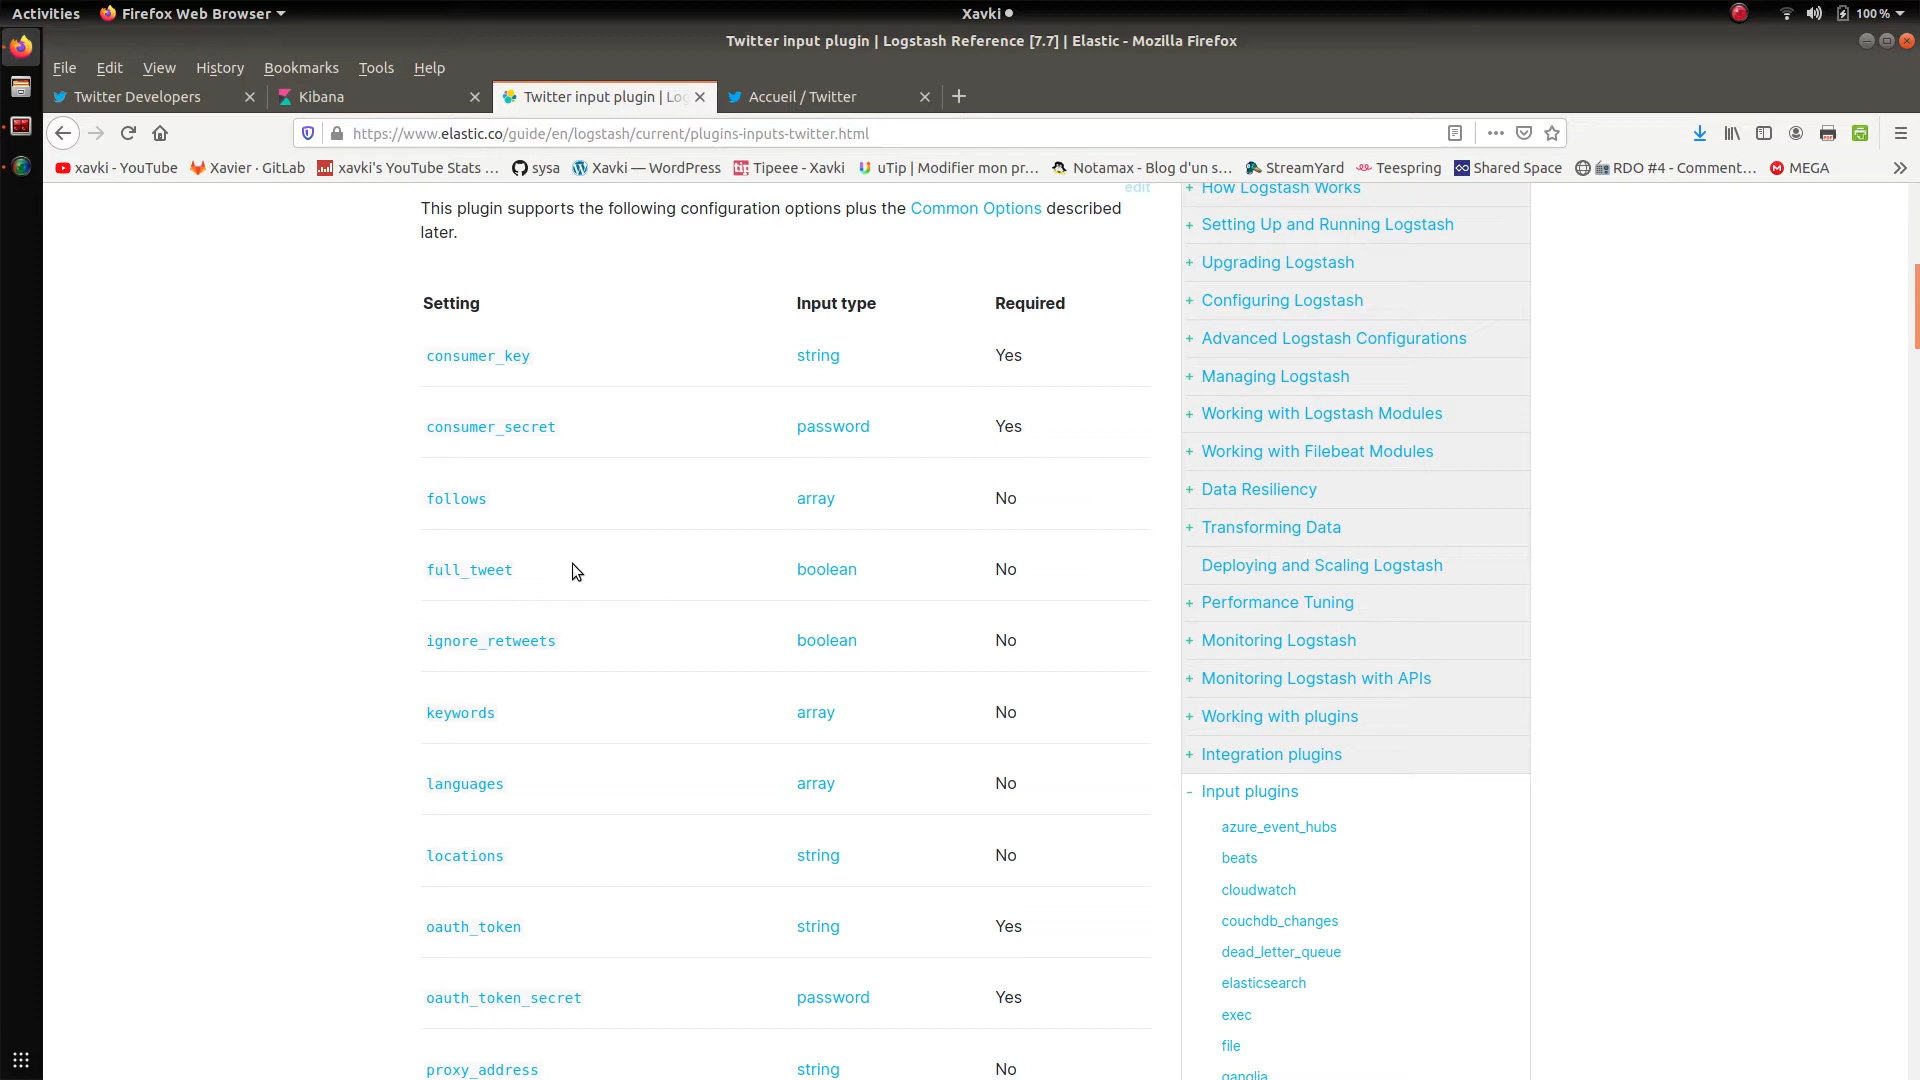 Activities Firefox Web Browser Xavki 100 %
Twitter input plugin | Logstash Reference [7.7] | Elastic - Mozilla Firefox
File Edit View History Bookmarks Tools Help
Twitter Developers Kibana Twitter input plugin | Log Accueil / Twitter
https://www.elastic.co/guide/en/logstash/current/plugins-inputs-twitter.html
xavki - YouTube Xavier · GitLab xavki's YouTube Stats ... sysa Xavki — WordPress Tipeee - Xavki uTip | Modifier mon pr... Notamax - Blog d'un s... StreamYard Teespring Shared Space RDO #4 - Comment... MEGA
edit
This plugin supports the following configuration options plus the Common Options described
later.
Setting Input type Required
consumer_key string Yes
consumer_secret password Yes
follows array No
full_tweet boolean No
ignore_retweets boolean No
keywords array No
languages array No
locations string No
oauth_token string Yes
oauth_token_secret password Yes
proxy_address string No
+ How Logstash Works
+ Setting Up and Running Logstash
+ Upgrading Logstash
+ Configuring Logstash
+ Advanced Logstash Configurations
+ Managing Logstash
+ Working with Logstash Modules
+ Working with Filebeat Modules
+ Data Resiliency
+ Transforming Data
Deploying and Scaling Logstash
+ Performance Tuning
+ Monitoring Logstash
+ Monitoring Logstash with APIs
+ Working with plugins
+ Integration plugins
- Input plugins
azure_event_hubs
beats
cloudwatch
couchdb_changes
dead_letter_queue
elasticsearch
exec
file
ganglia